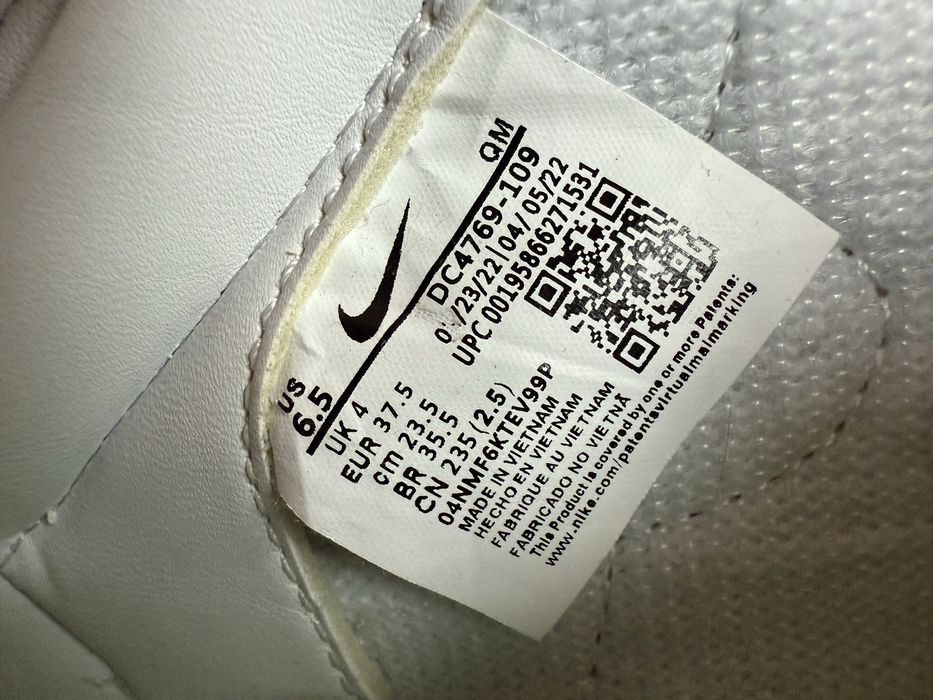 QM
DC4769-109
/23/22|04/ 05/22
UPC 00195866271531
US
6.5
UK 4
EUR 37.5
cm 23.5
BR 35.5
CN 235 (2.5)
04NMF6KTEV99P
MADE IN VIETNAM
HECHO EN VIETNAM
FABRIQUE AU VIETNAM
FABRICADO NO VIETNÃ
This Product is covered by one or more Patents:
www.nike.com/patentsvirtualmalmarking